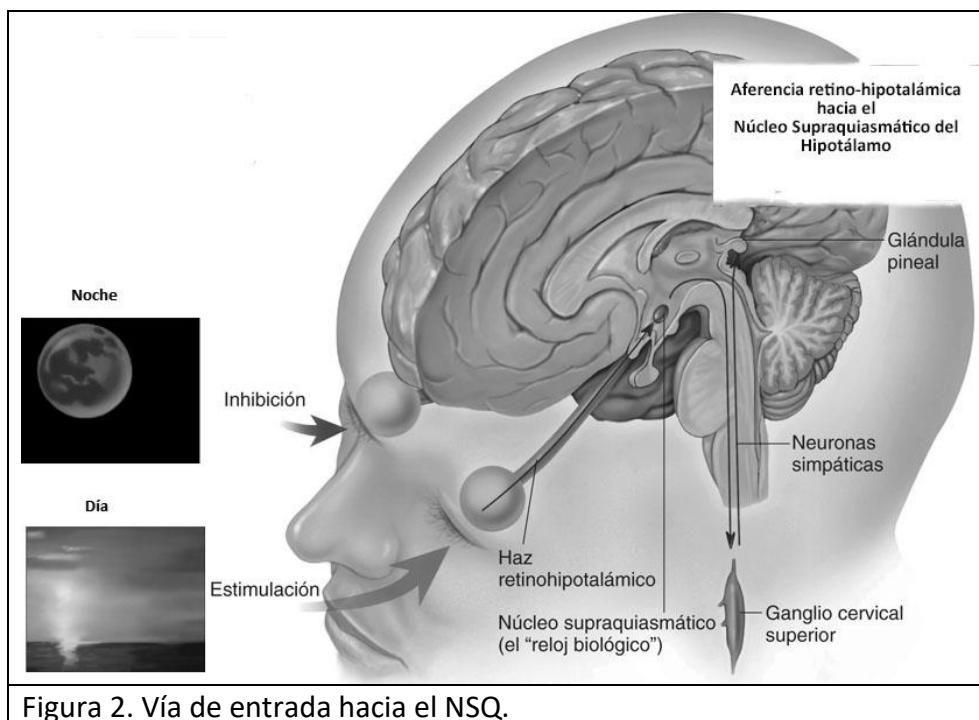 Aferencia retino-hipotalámica
hacia el
Núcleo Supraquiasmático del
Hipotálamo
Glándula
pineal
Noche
Inhibición
Neuronas
simpáticas
Día
Estimulación
Haz
retinohipotalámico
Núcleo supraquiasmático
(el “reloj biológico”)
Ganglio cervical
superior
Figura 2. Vía de entrada hacia el NSQ.